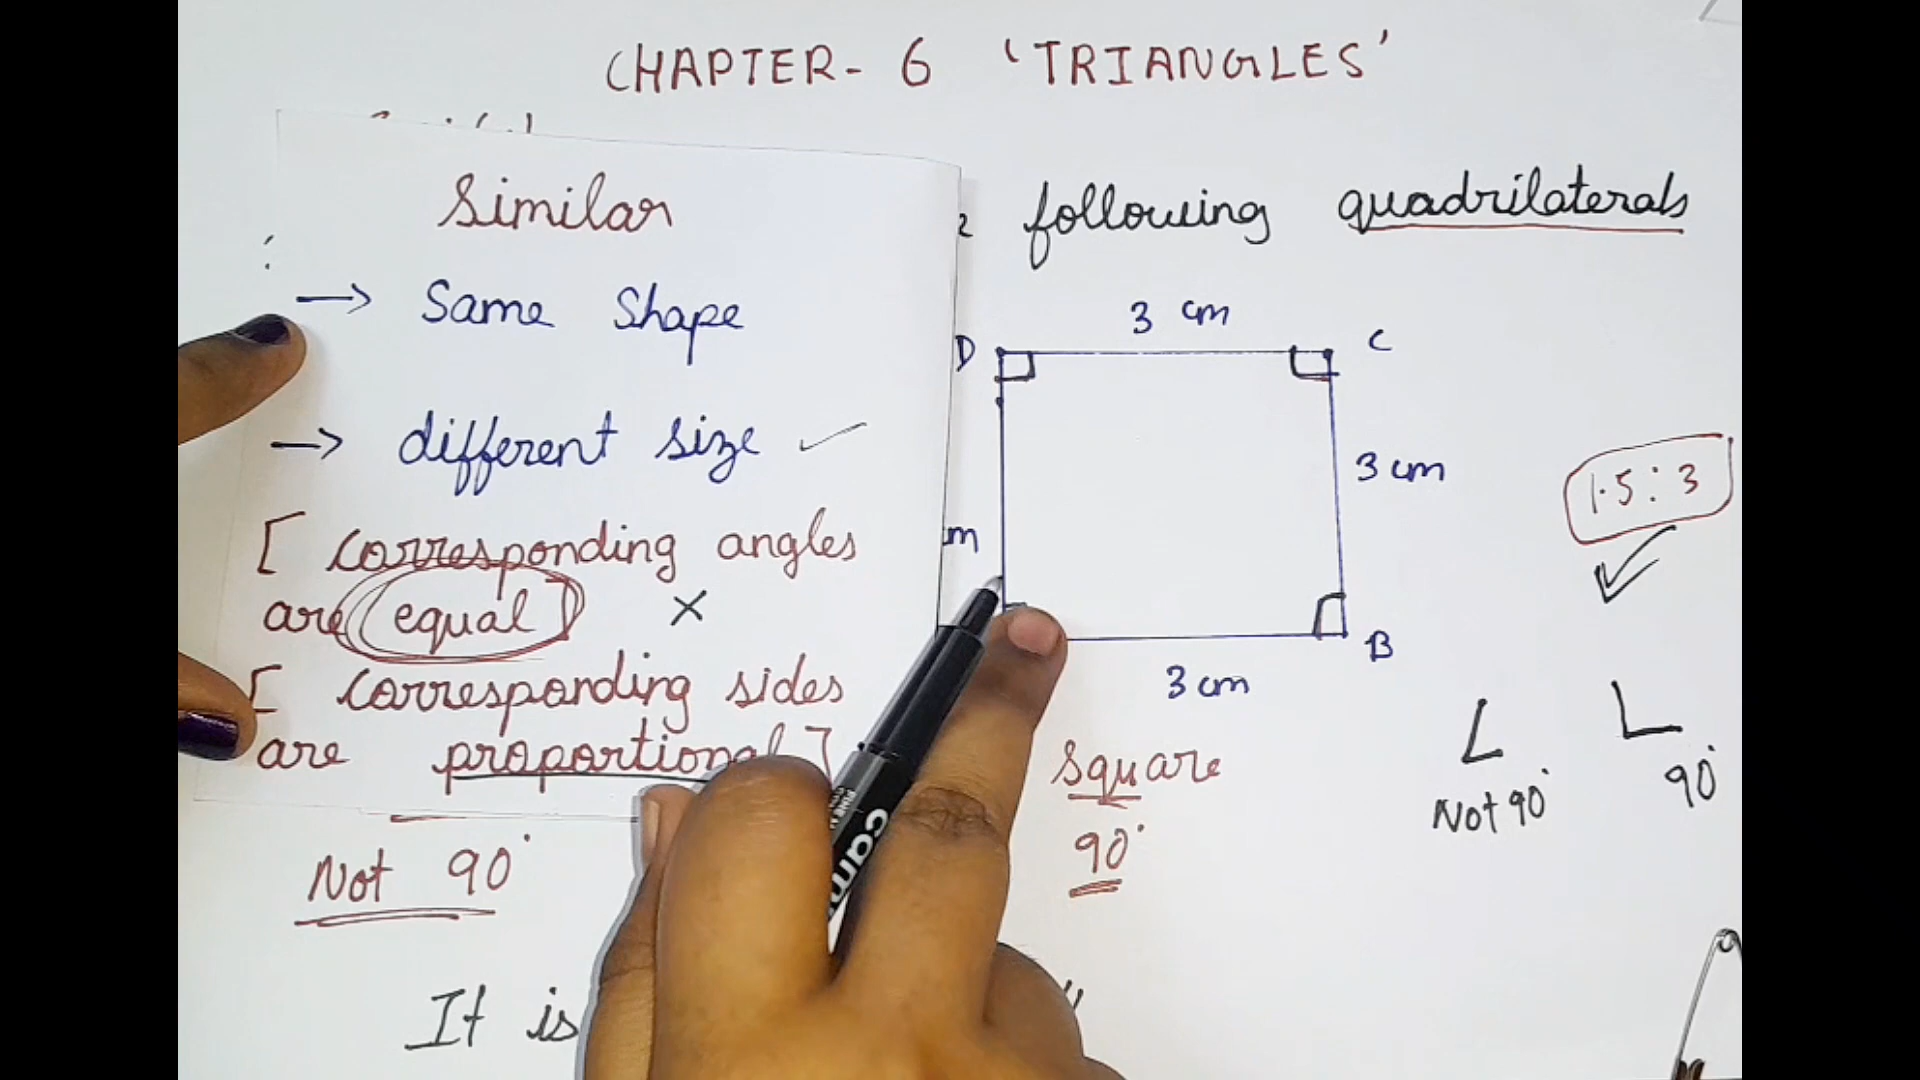 CHAPTER- 6 'TRIANGLES'
Similar
→ Same Shape
→ different size ✓
[ corresponding angles
are equal ] ×
[ corresponding sides
are proportional ]
following quadrilaterals
3 cm
D
C
3 cm
m
1.5:3
B
3 cm
square
90°
Not 90°
90°
Not 90°
It is
cam